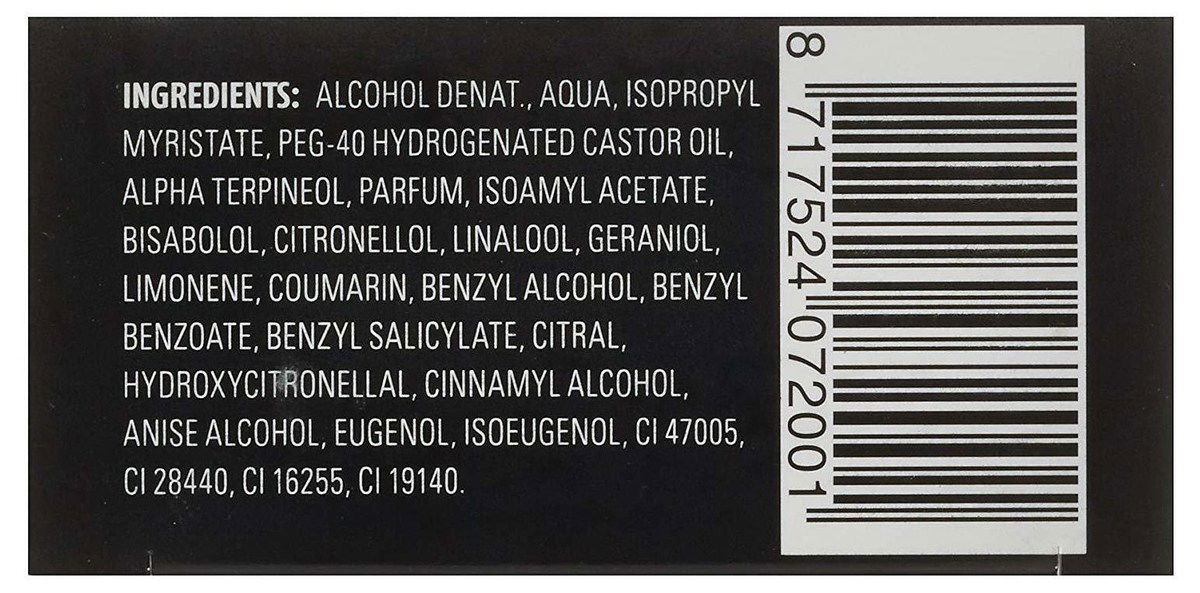 INGREDIENTS: ALCOHOL DENAT., AQUA, ISOPROPYL
MYRISTATE, PEG-40 HYDROGENATED CASTOR OIL,
ALPHA TERPINEOL, PARFUM, ISOAMYL ACETATE,
BISABOLOL, CITRONELLOL, LINALOOL, GERANIOL,
LIMONENE, COUMARIN, BENZYL ALCOHOL, BENZYL
BENZOATE, BENZYL SALICYLATE, CITRAL,
HYDROXYCITRONELLAL, CINNAMYL ALCOHOL,
ANISE ALCOHOL, EUGENOL, ISOEUGENOL, CI 47005,
CI 28440, CI 16255, CI 19140.
8 717524 072001